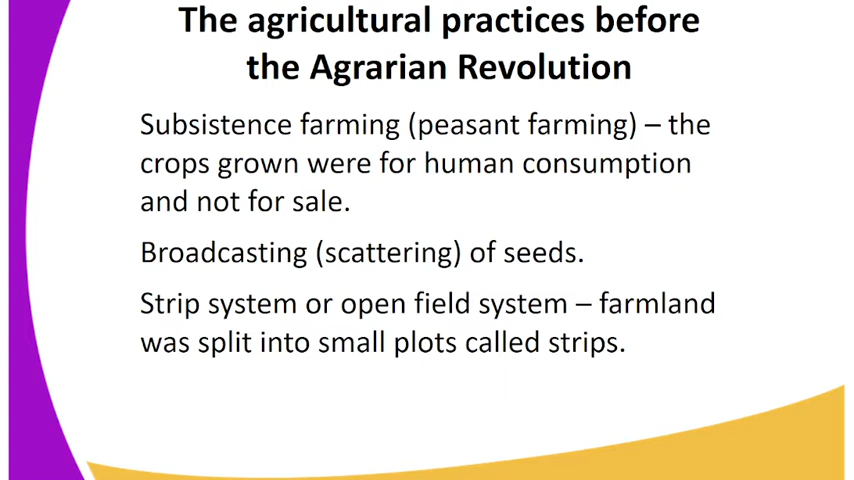 The agricultural practices before
the Agrarian Revolution
Subsistence farming (peasant farming) – the
crops grown were for human consumption
and not for sale.
Broadcasting (scattering) of seeds.
Strip system or open field system – farmland
was split into small plots called strips.